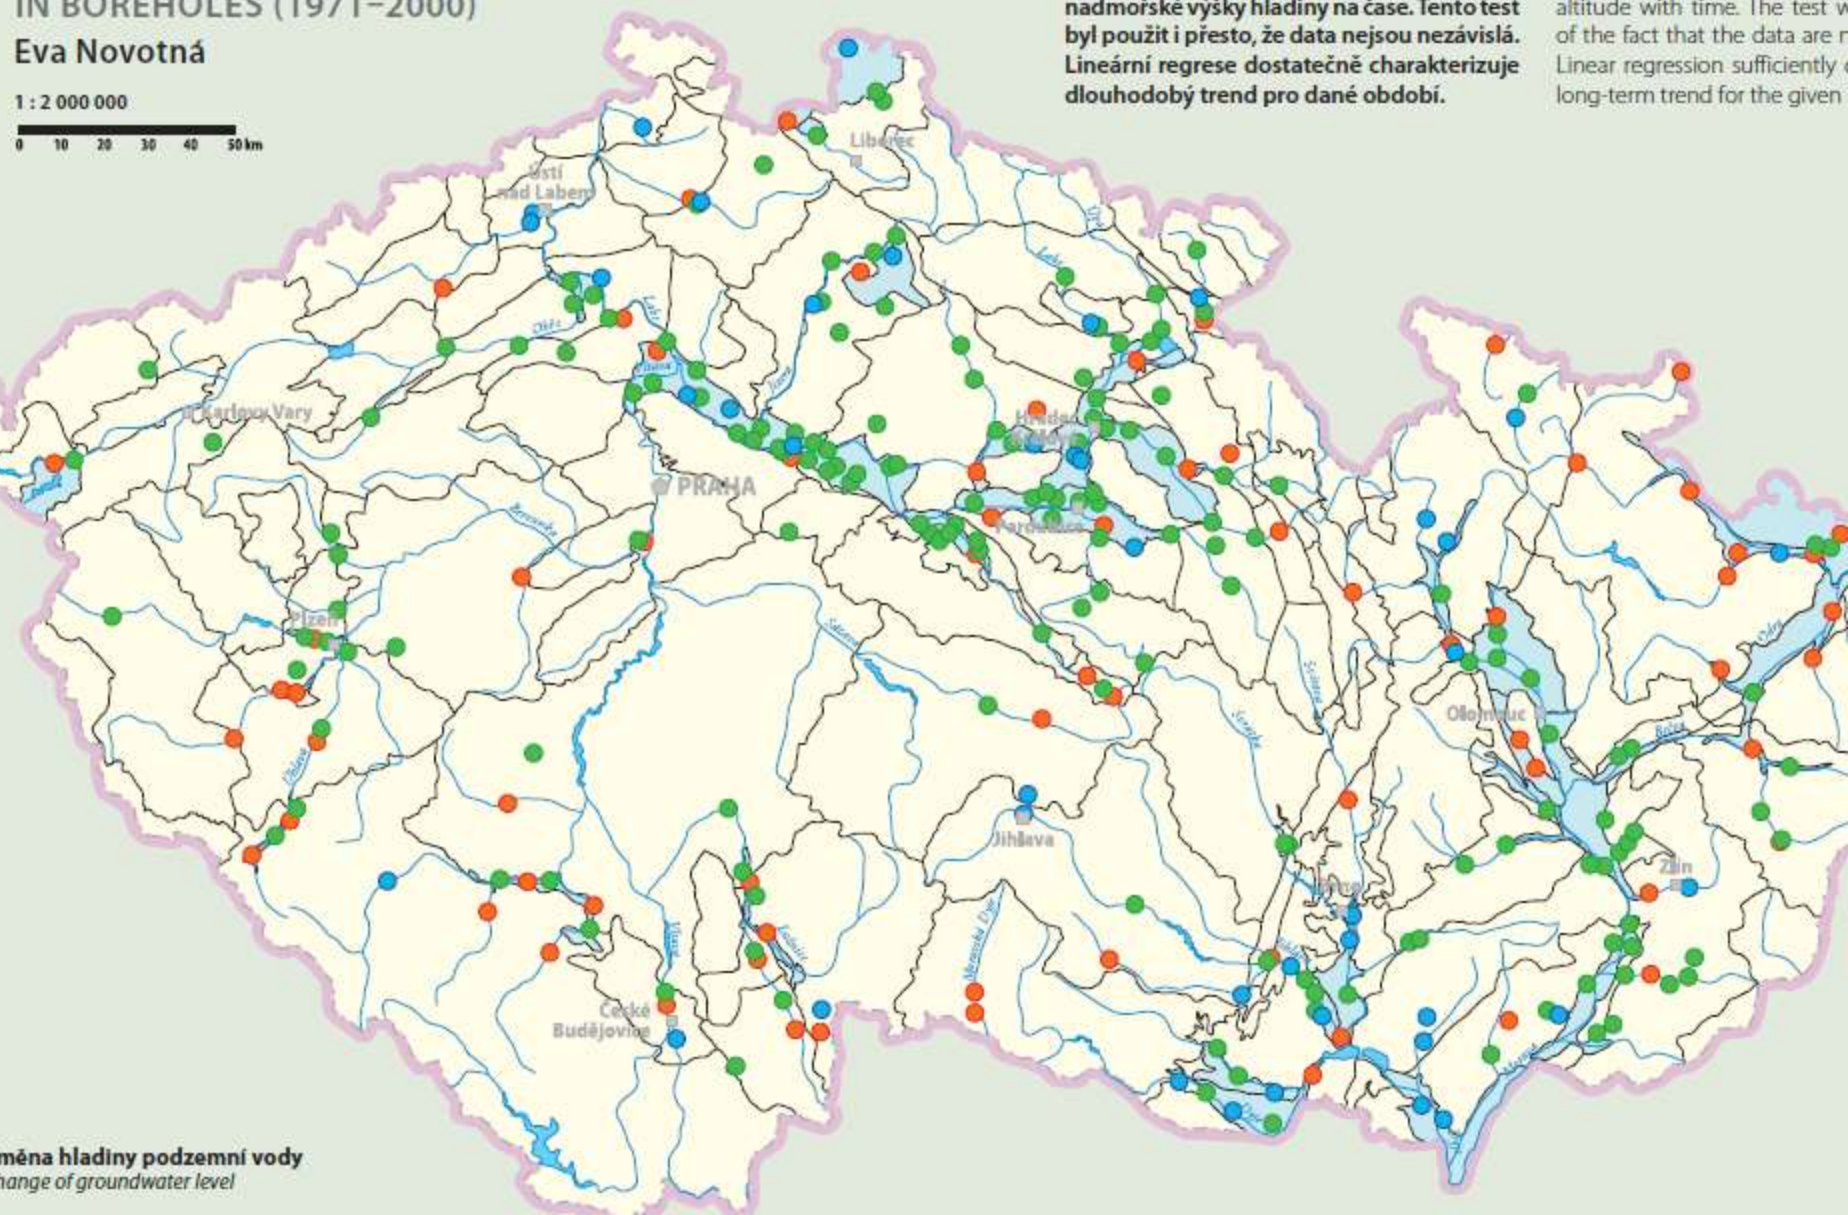 IN BOREHOLES (1971–2000)
Eva Novotná
1 : 2 000 000
0 10 20 30 40 50 km
nadmořské výšky hladiny na čase. Tento test
byl použit i přesto, že data nejsou nezávislá.
Lineární regrese dostatečně charakterizuje
dlouhodobý trend pro dané období.
altitude with time. The test w
of the fact that the data are
Linear regression sufficiently
long-term trend for the given
Liberec
Ústí
nad Labem
Labe
Ohře
Labe
Jizera
Karlovy Vary
Hradec
Králové
PRAHA
Berounka
Pardubice
Plzeň
Sázava
Odra
Svitava
Svratka
Olomouc
Bečva
Úhlava
Jihlava
Zlín
Brno
Vltava
Lužnice
Moravská Dyje
České
Budějovice
Morava
Dyje
měna hladiny podzemní vody
hange of groundwater level